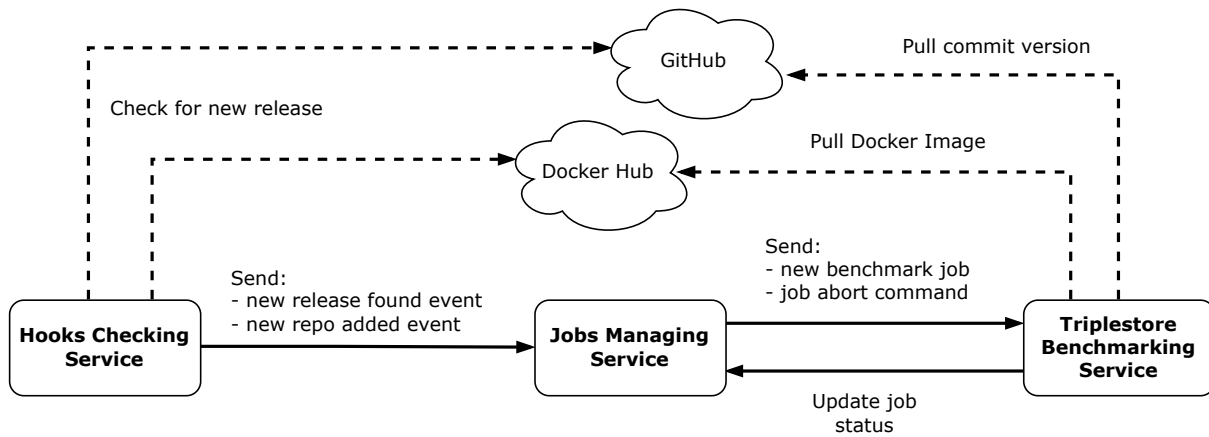 GitHub
Pull commit version
Check for new release
Pull Docker Image
Docker Hub
Send:
- new release found event
- new repo added event
Send:
- new benchmark job
- job abort command
Hooks Checking
Service
Jobs Managing
Service
Triplestore
Benchmarking
Service
Update job
status